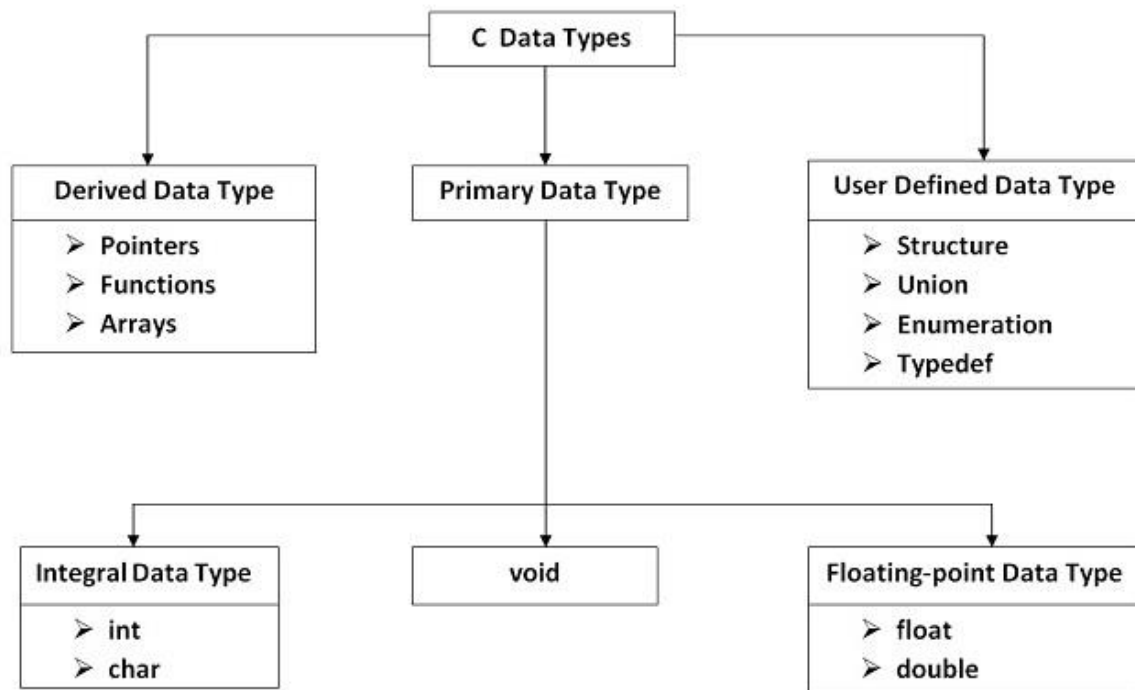 C Data Types
Derived Data Type
➢ Pointers
➢ Functions
➢ Arrays
Primary Data Type
User Defined Data Type
➢ Structure
➢ Union
➢ Enumeration
➢ Typedef
Integral Data Type
➢ int
➢ char
void
Floating-point Data Type
➢ float
➢ double